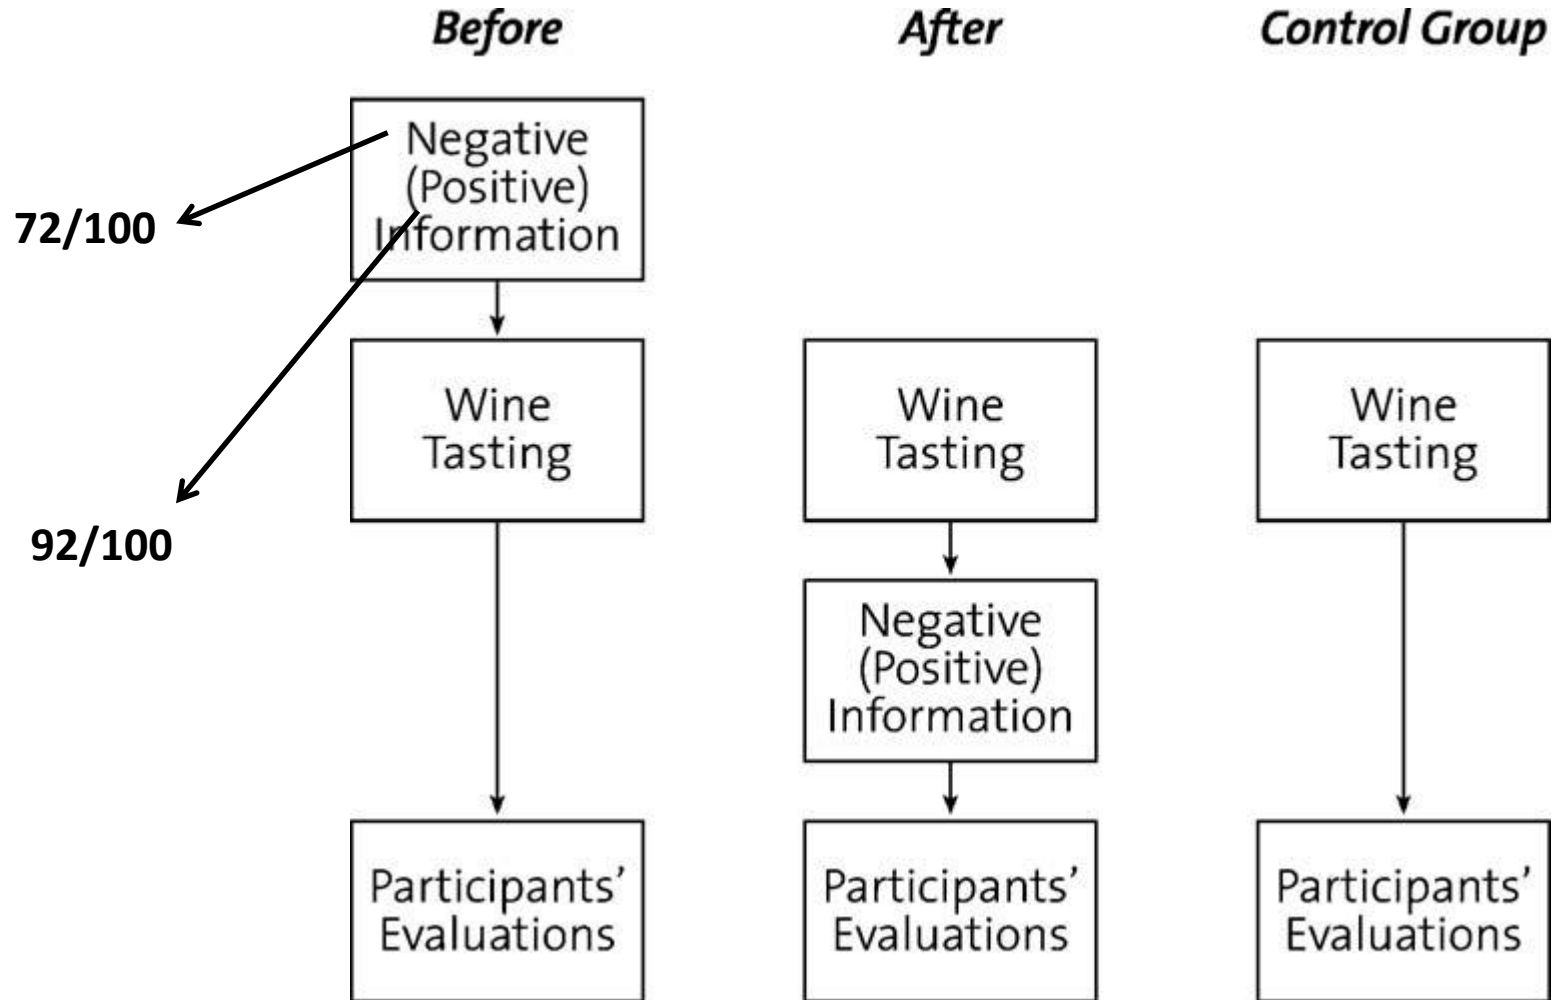 Before
After
Control Group
Negative
(Positive)
Information
72/100
92/100
Wine
Tasting
Wine
Tasting
Wine
Tasting
Negative
(Positive)
Information
Participants’
Evaluations
Participants’
Evaluations
Participants’
Evaluations